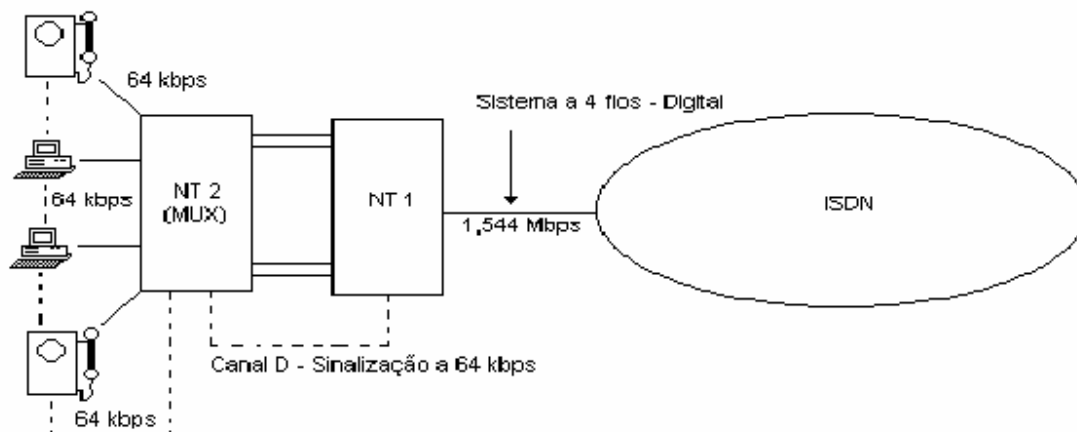 64 kbps
Sistema a 4 fios - Digital
NT 2
(MUX)
NT 1
ISDN
64 kbps
1,544 Mbps
Canal D - Sinalização a 64 kbps
64 kbps